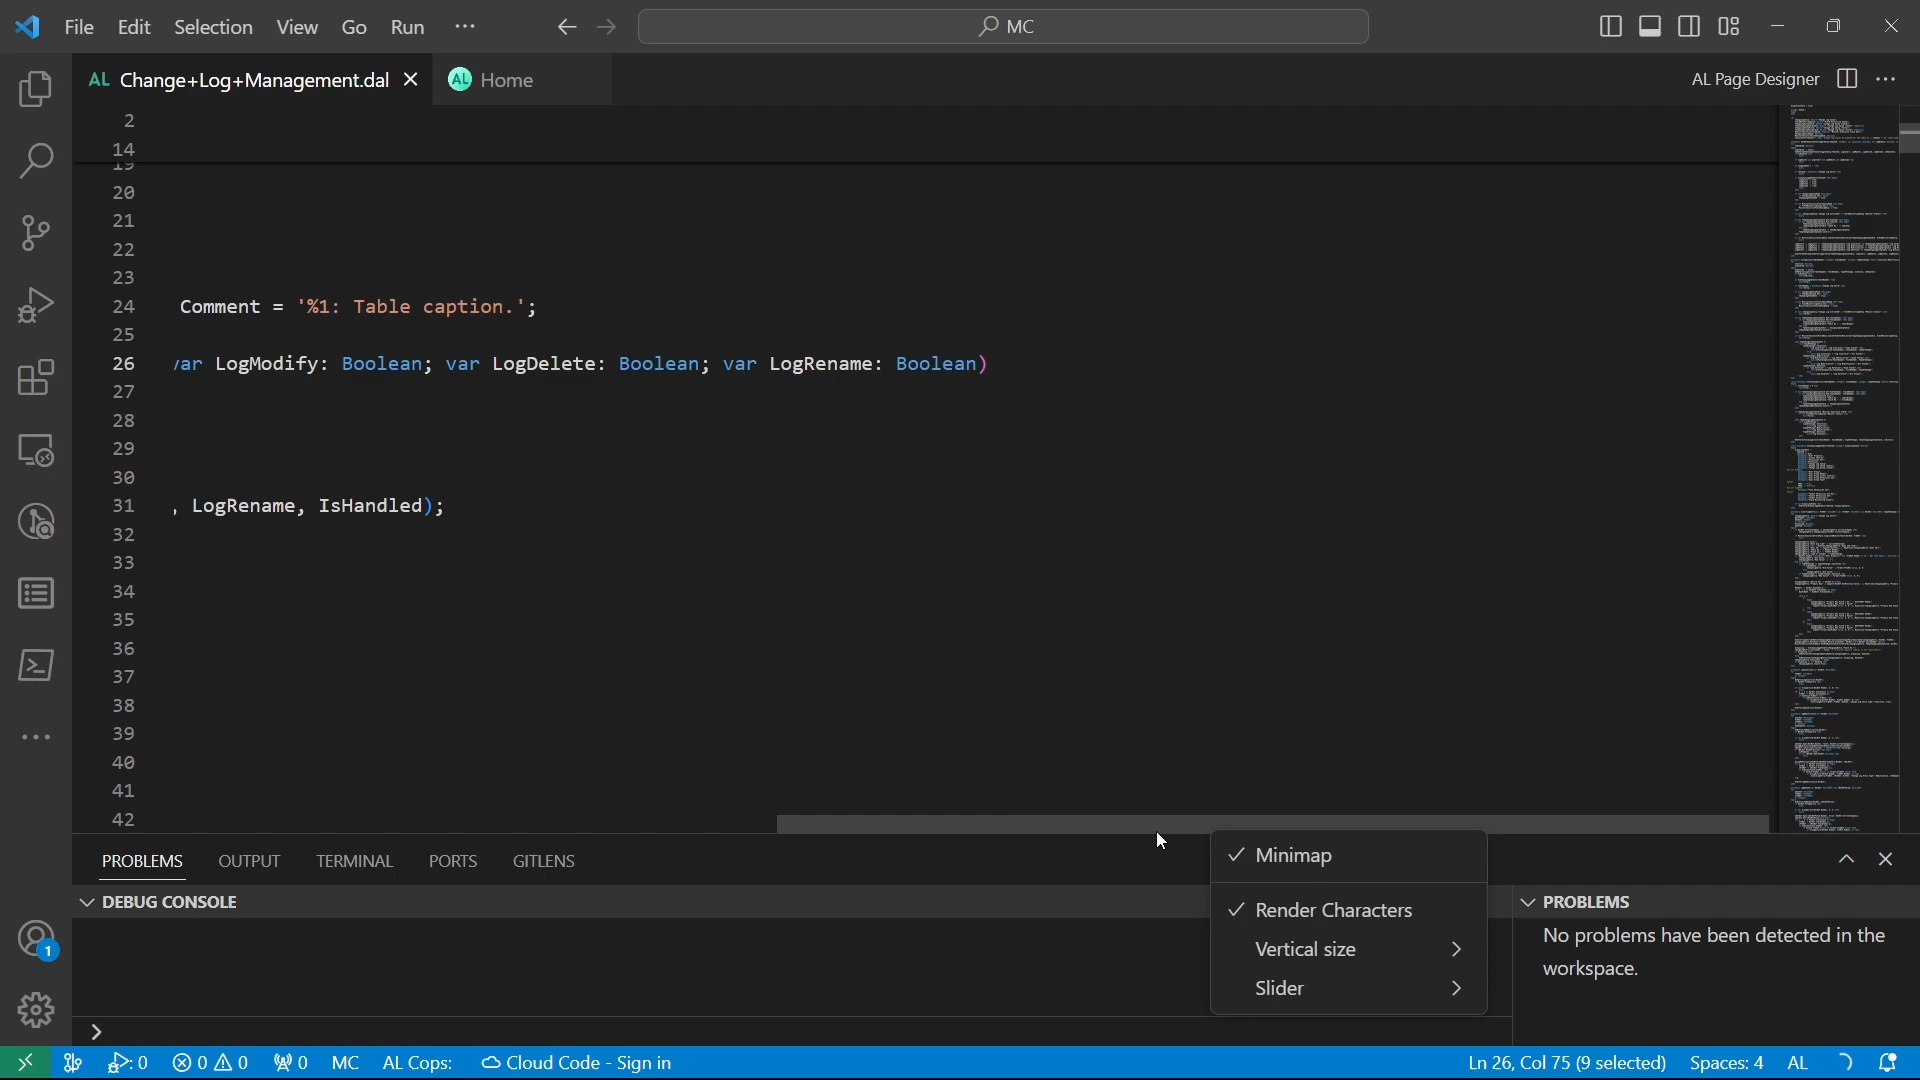 File Edit Selection View Go Run ··· MC
AL Change+Log+Management.dal AL Home AL Page Designer ···
2
14
19
20
21
22
23
24 Comment = '%1: Table caption.';
25
26 var LogModify: Boolean; var LogDelete: Boolean; var LogRename: Boolean)
27
28
29
30
31 , LogRename, IsHandled);
32
33
34
35
36
37
38
39
40
41
42
PROBLEMS OUTPUT TERMINAL PORTS GITLENS
Minimap
Render Characters
Vertical size
Slider
DEBUG CONSOLE
PROBLEMS
No problems have been detected in the
workspace.
1
0 0 0 0 MC AL Cops: Cloud Code - Sign in Ln 26, Col 75 (9 selected) Spaces: 4 AL